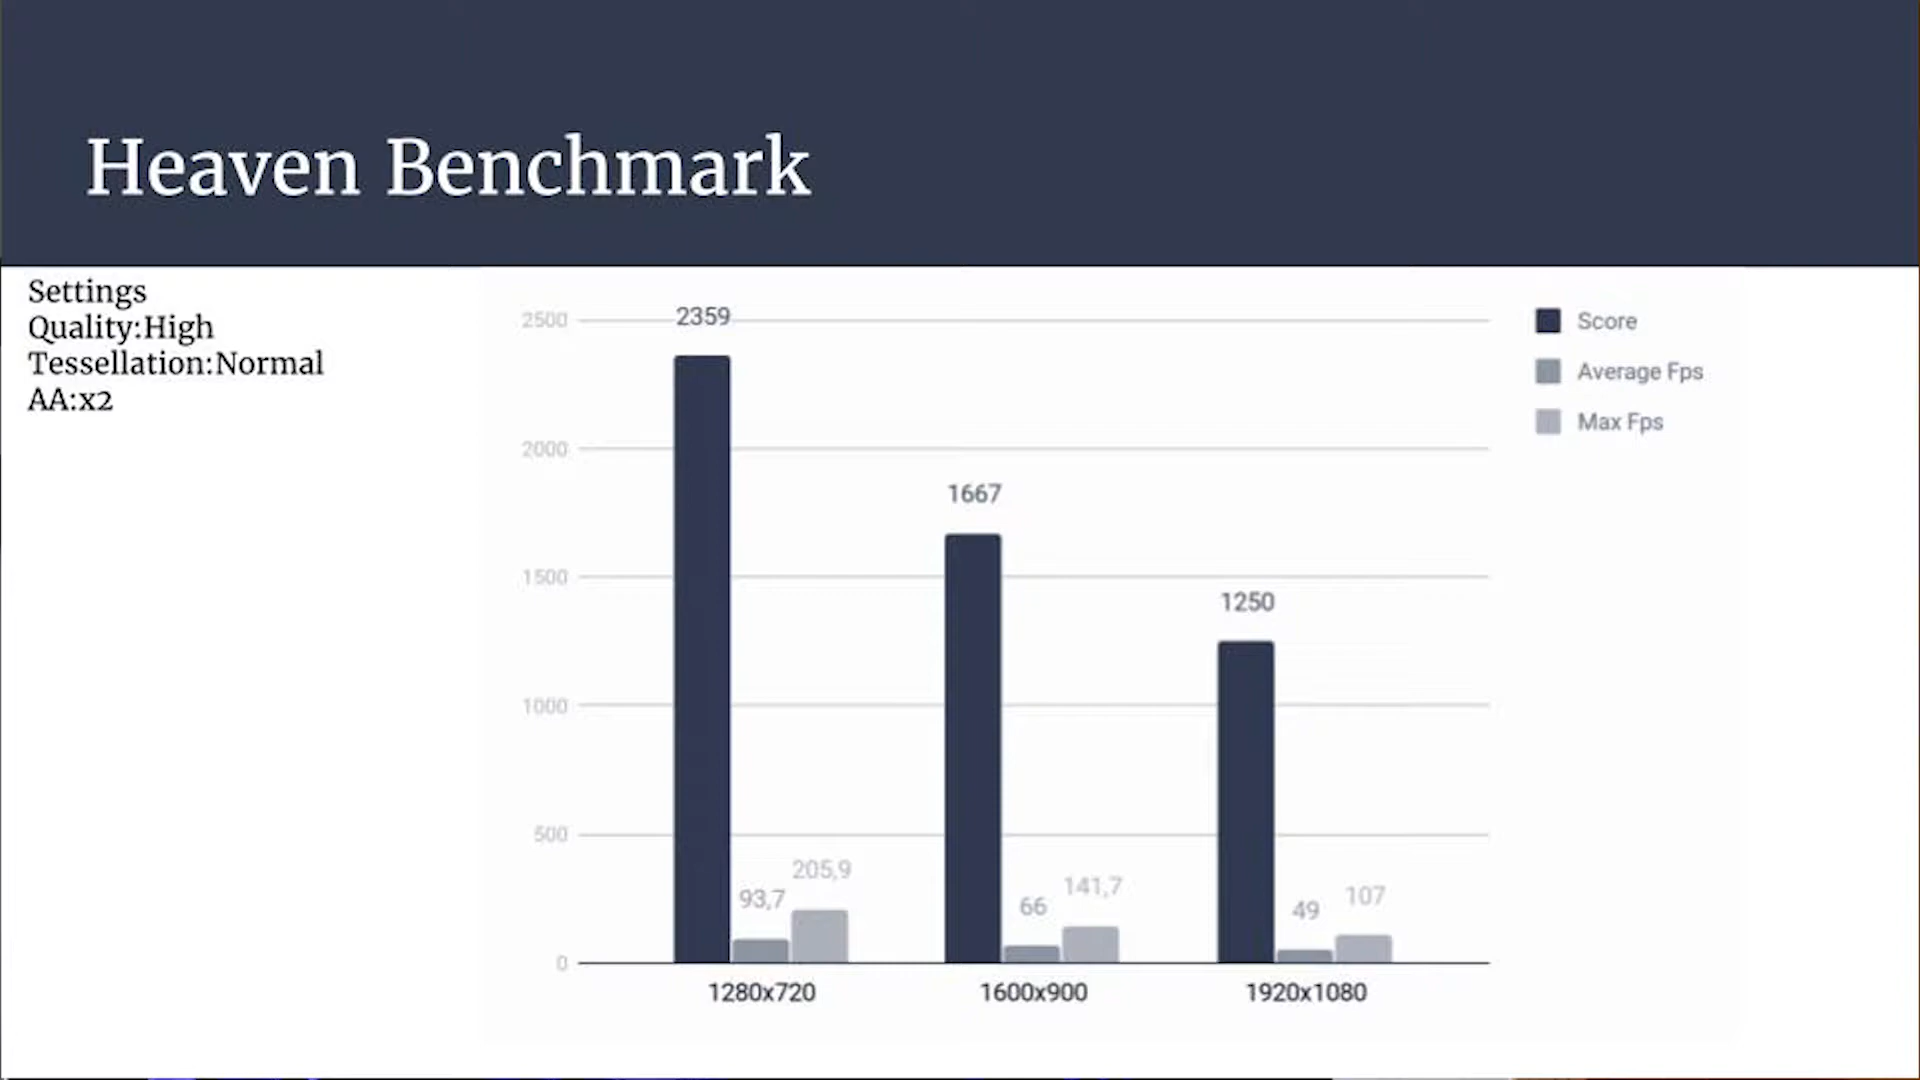 Heaven Benchmark
Settings
Quality:High
Tessellation:Normal
AA:x2
2500
2000
1500
1000
500
0
2359
93,7
205,9
1667
66
141,7
1250
49
107
1280x720
1600x900
1920x1080
Score
Average Fps
Max Fps